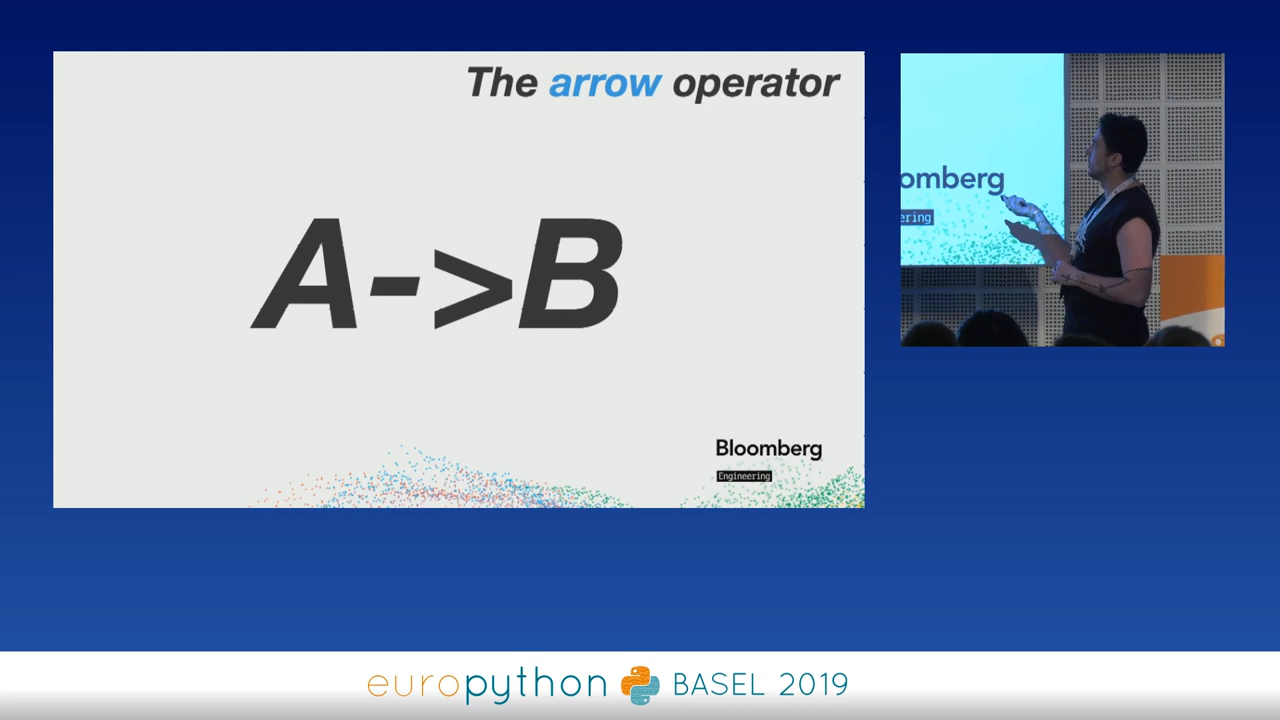 The arrow operator
A->B
Bloomberg
Engineering
omberg
ering
europython BASEL 2019